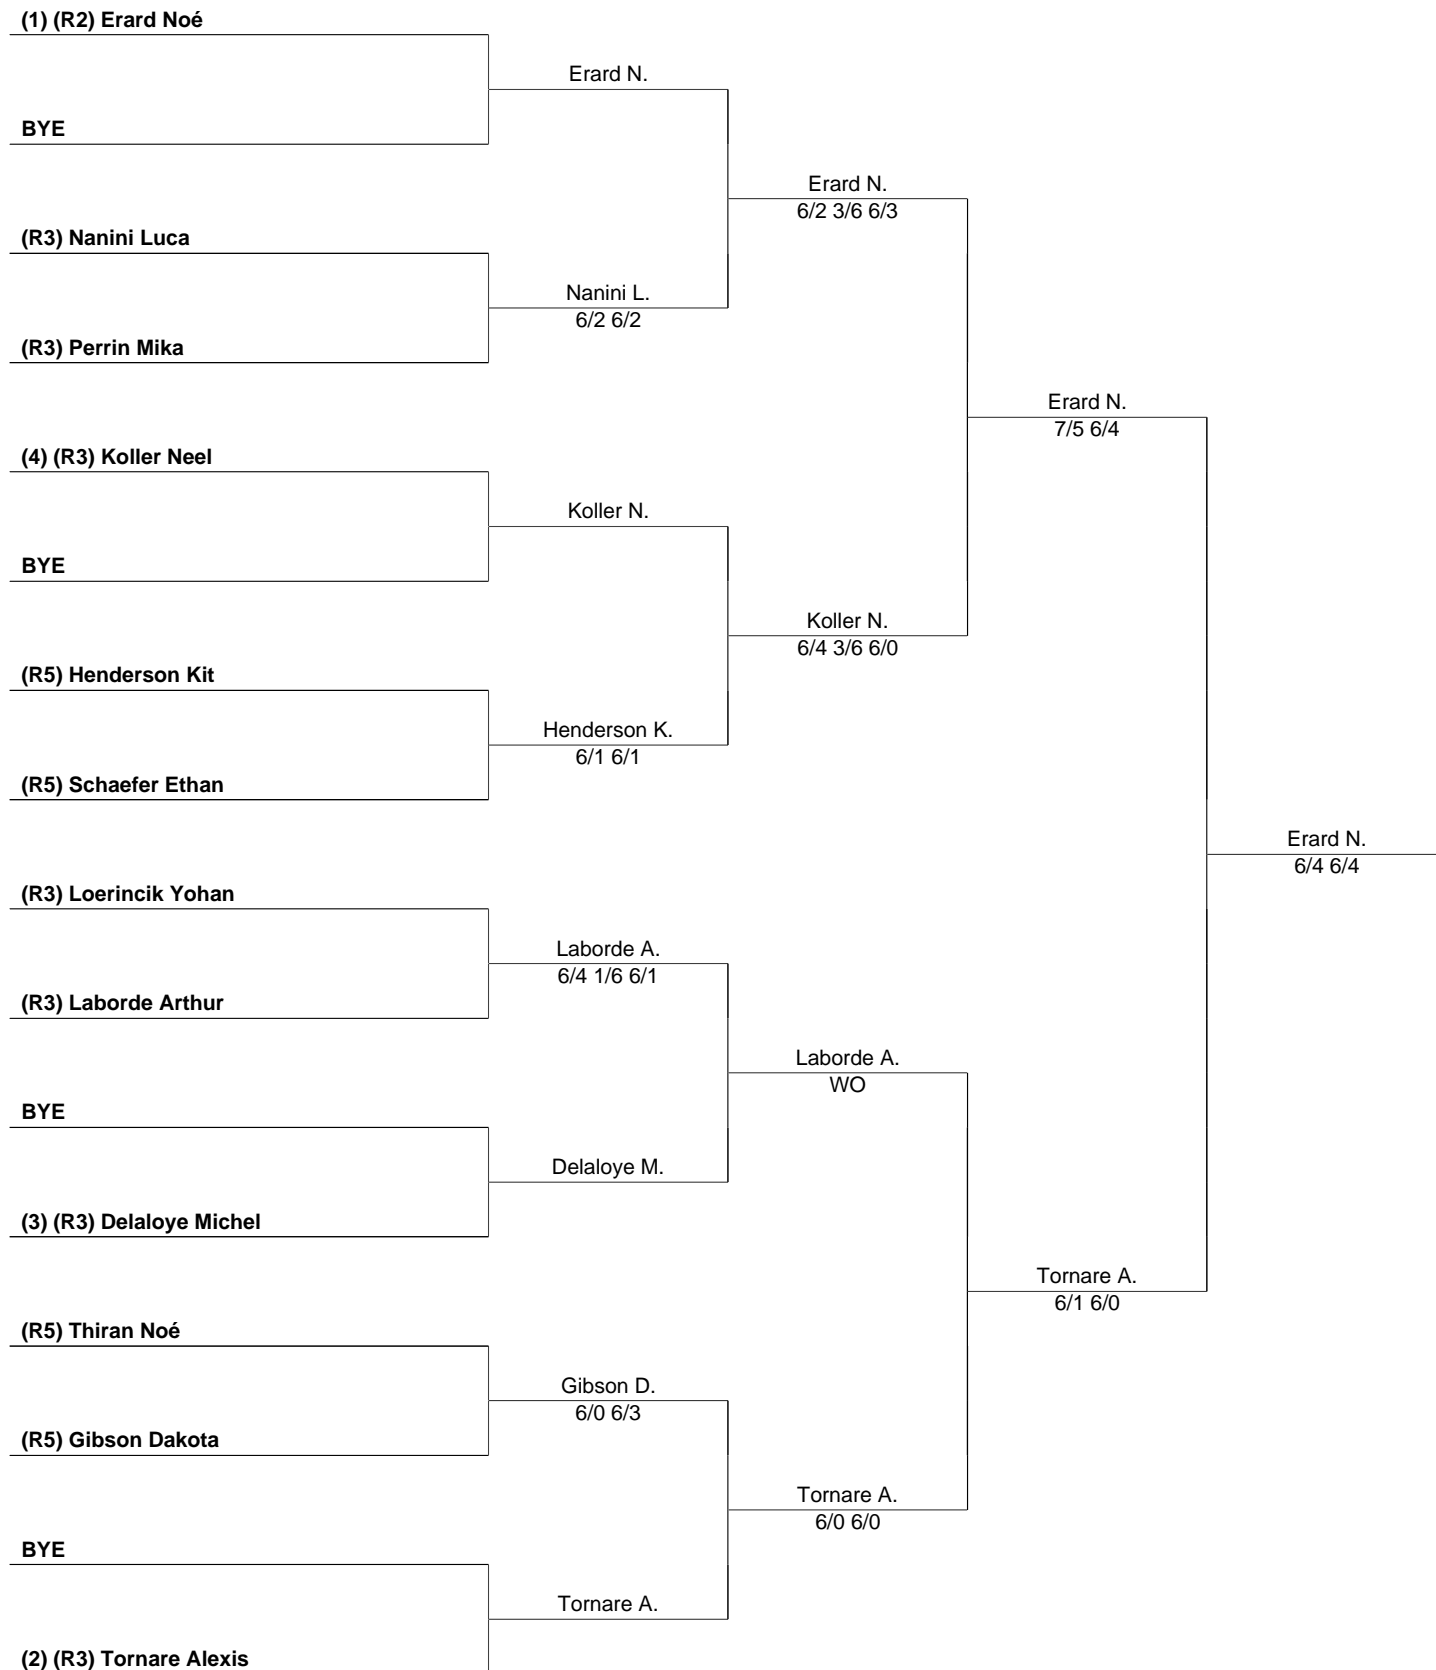 (1) (R2) Erard Noé
Erard N.
BYE
Erard N.
6/2 3/6 6/3
(R3) Nanini Luca
Nanini L.
6/2 6/2
(R3) Perrin Mika
Erard N.
7/5 6/4
(4) (R3) Koller Neel
Koller N.
BYE
Koller N.
6/4 3/6 6/0
(R5) Henderson Kit
Henderson K.
6/1 6/1
(R5) Schaefer Ethan
Erard N.
6/4 6/4
(R3) Loerincik Yohan
Laborde A.
6/4 1/6 6/1
(R3) Laborde Arthur
Laborde A.
WO
BYE
Delaloye M.
(3) (R3) Delaloye Michel
Tornare A.
6/1 6/0
(R5) Thiran Noé
Gibson D.
6/0 6/3
(R5) Gibson Dakota
Tornare A.
6/0 6/0
BYE
Tornare A.
(2) (R3) Tornare Alexis